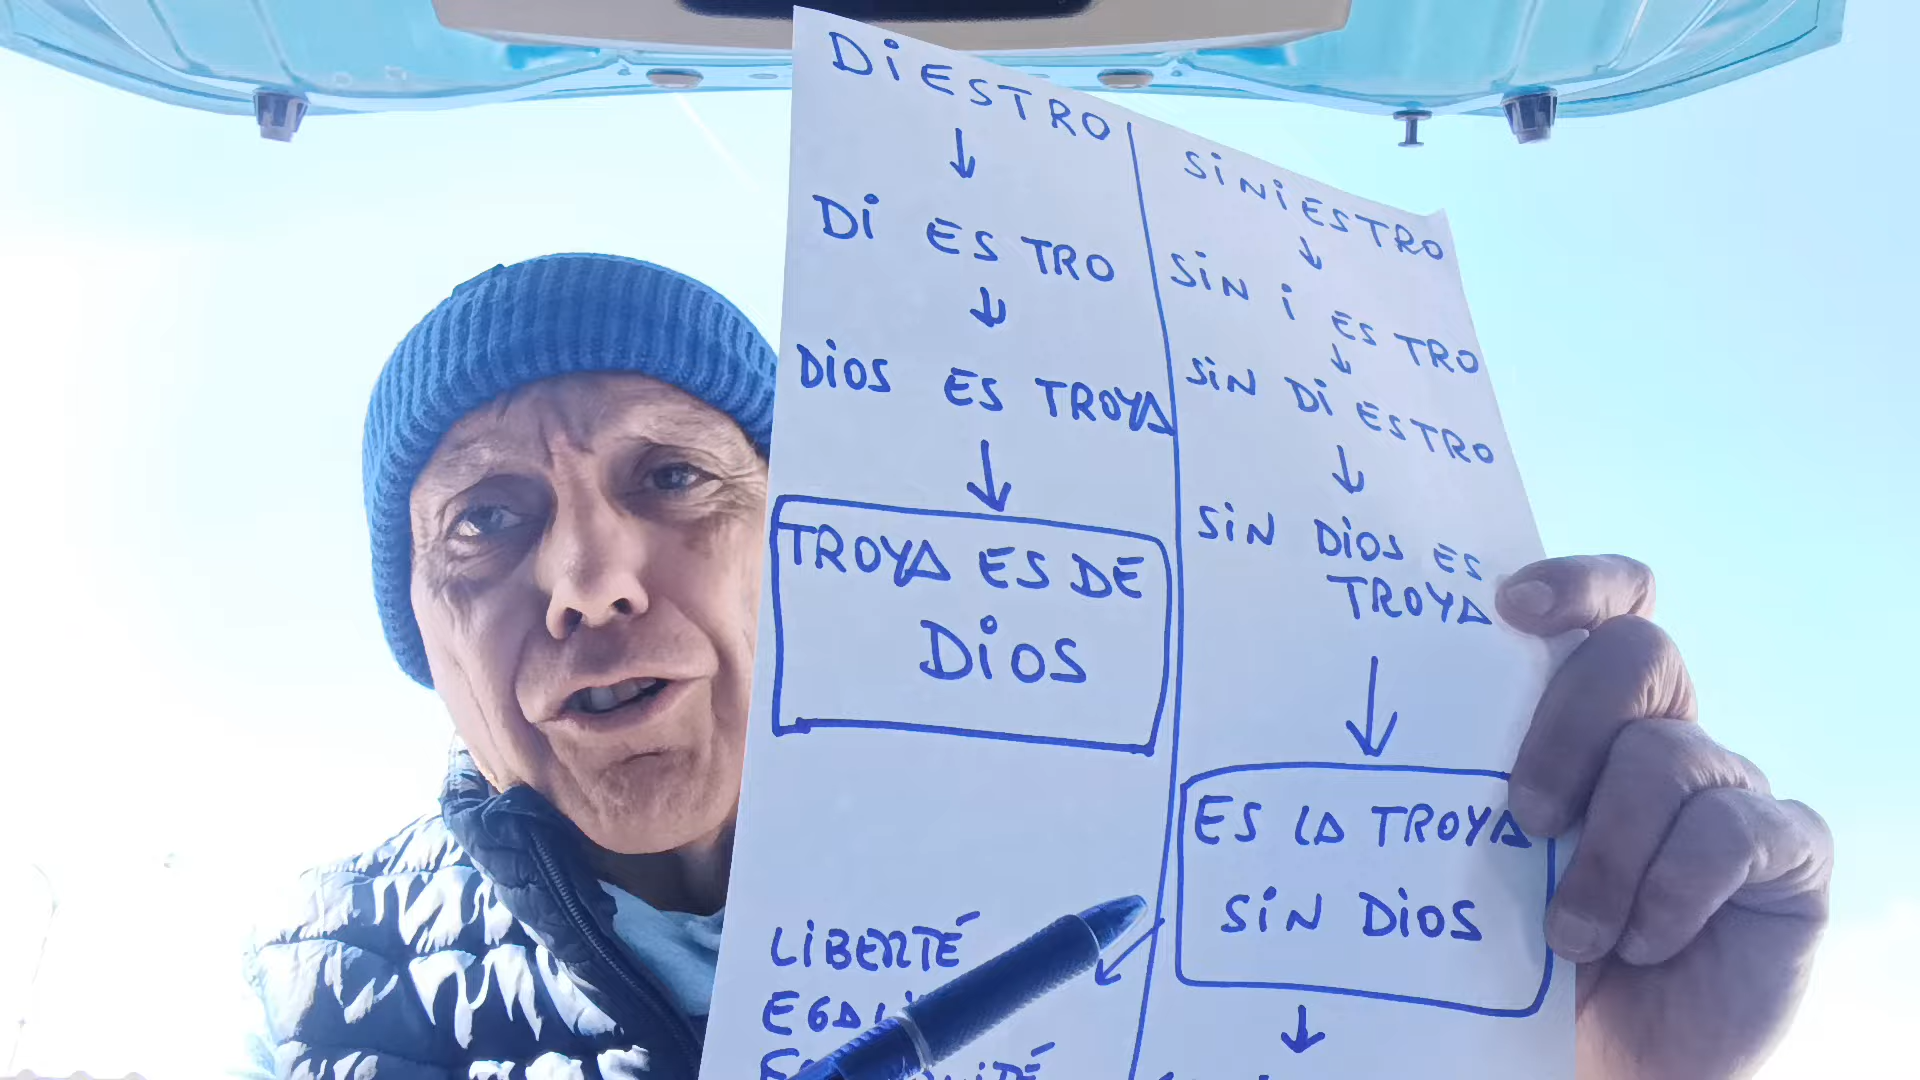 DIESTRO
DI ES TRO
DIOS ES TROYA
TROYA ES DE
DIOS
LIBERTÉ
SINIESTRO
SIN I ES TRO
SIN DI ESTRO
SIN DIOS ES
TROYA
ES LA TROYA
SIN DIOS